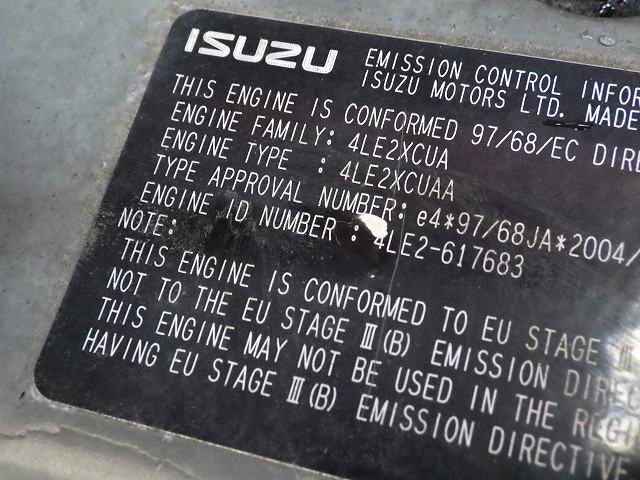 ISUZU
EMISSION CONTROL INFOR
ISUZU MOTORS LTD. MADE
THIS ENGINE IS CONFORMED 97/68/EC DIRE
ENGINE FAMILY: 4LE2XCUA
ENGINE TYPE : 4LE2XCUAA
TYPE APPROVAL NUMBER: e4*97/68JA*2004/
ENGINE ID NUMBER : 4LE2-617683
NOTE:
THIS ENGINE IS CONFORMED TO EU STAGE III
NOT TO THE EU STAGE III(B) EMISSION DIREC
THIS ENGINE MAY NOT BE USED IN THE REGI
HAVING EU STAGE III(B) EMISSION DIRECTIVE